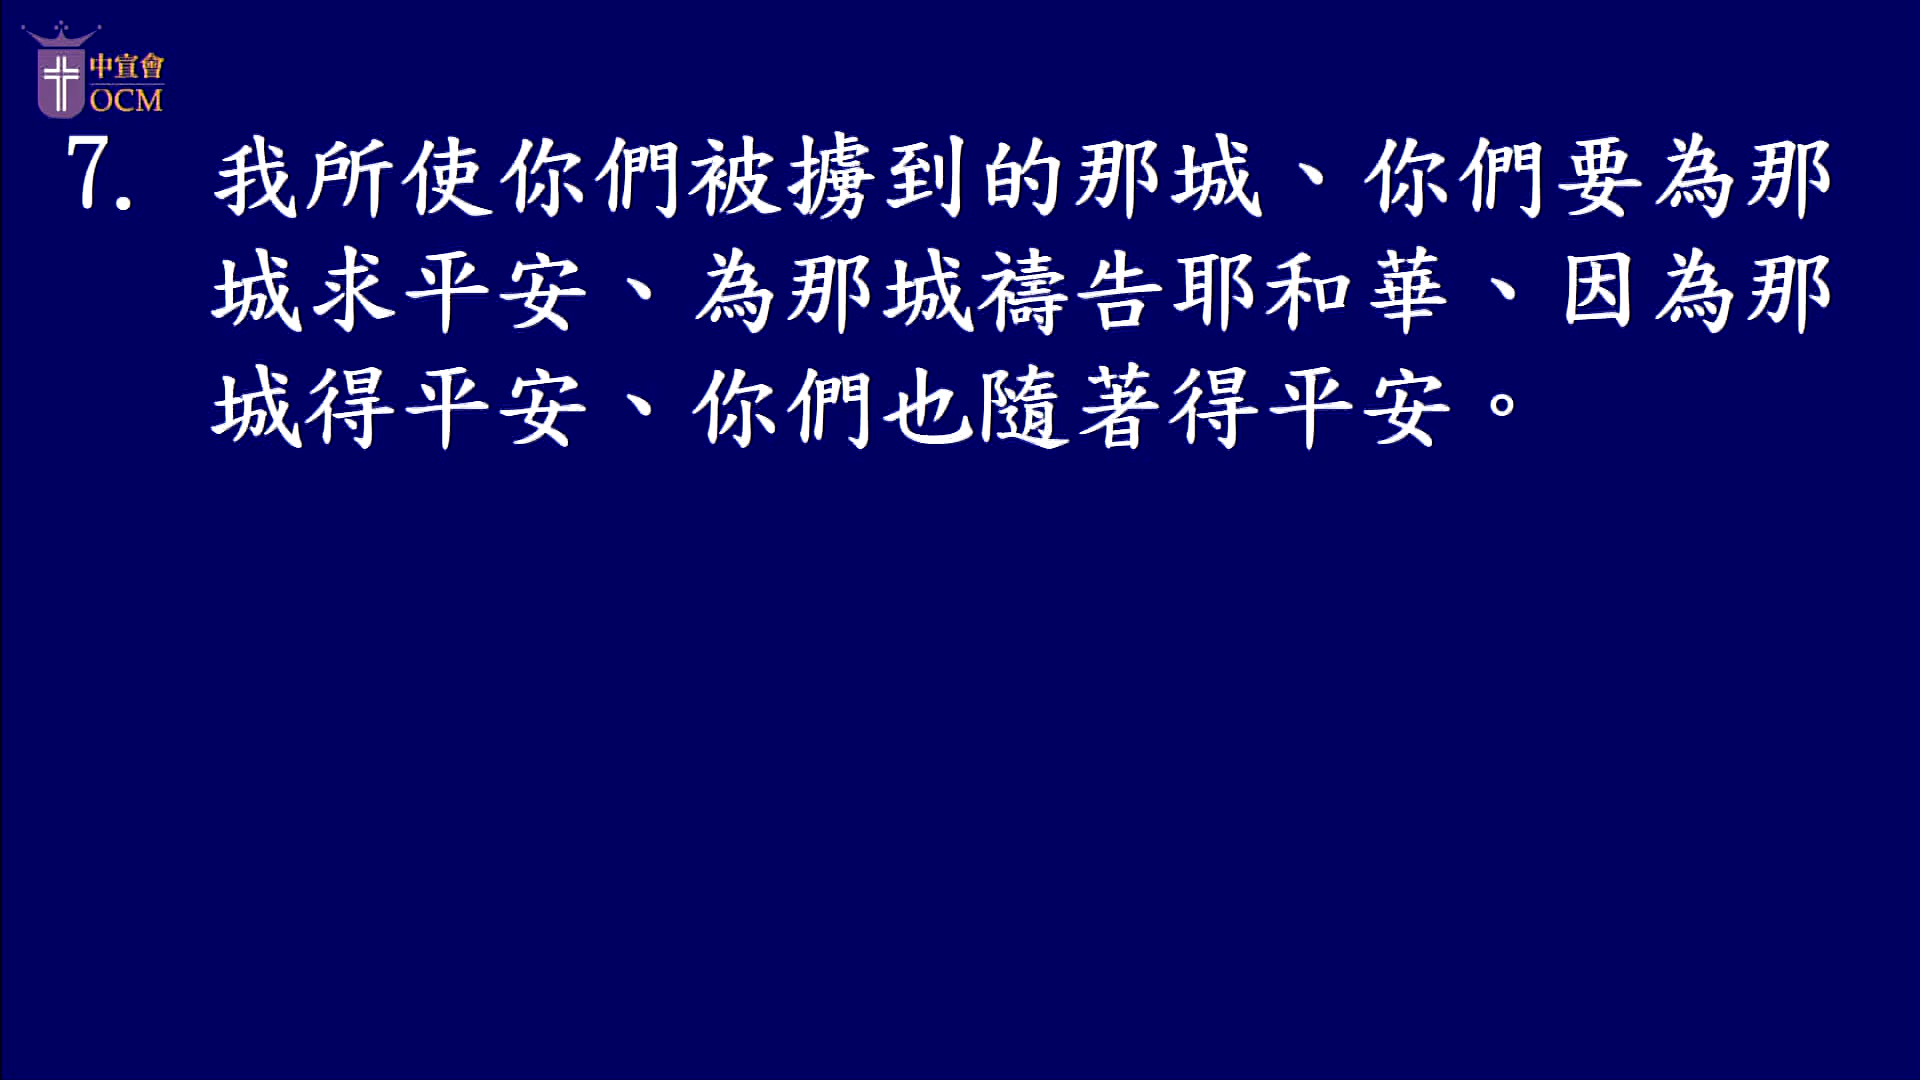 中宣會
OCM
7. 我所使你們被擄到的那城、你們要為那
城求平安、為那城禱告耶和華、因為那
城得平安、你們也隨著得平安。